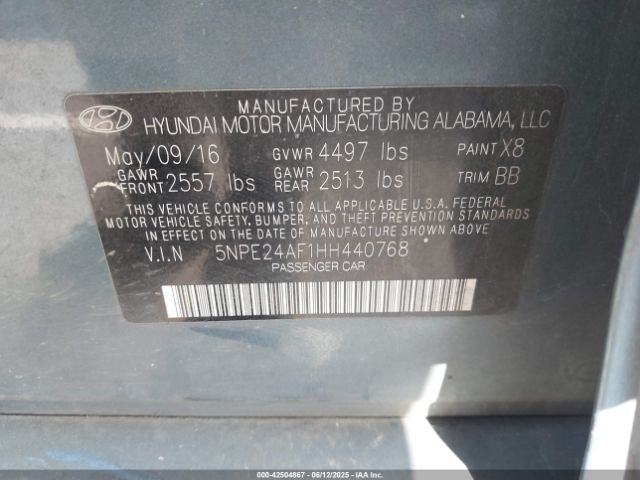 MANUFACTURED BY
HYUNDAI MOTOR MANUFACTURING ALABAMA, LLC
May/09/16 GVWR 4497 lbs PAINT X8
GAWR FRONT 2557 lbs GAWR REAR 2513 lbs TRIM BB
THIS VEHICLE CONFORMS TO ALL APPLICABLE U.S.A. FEDERAL
MOTOR VEHICLE SAFETY, BUMPER, AND THEFT PREVENTION STANDARDS
IN EFFECT ON THE DATE OF MANUFACTURE SHOWN ABOVE.
V.I.N 5NPE24AF1HH440768
PASSENGER CAR
000-42504867 - 06/12/2025 - COPYRIGHT IAA, LLC.